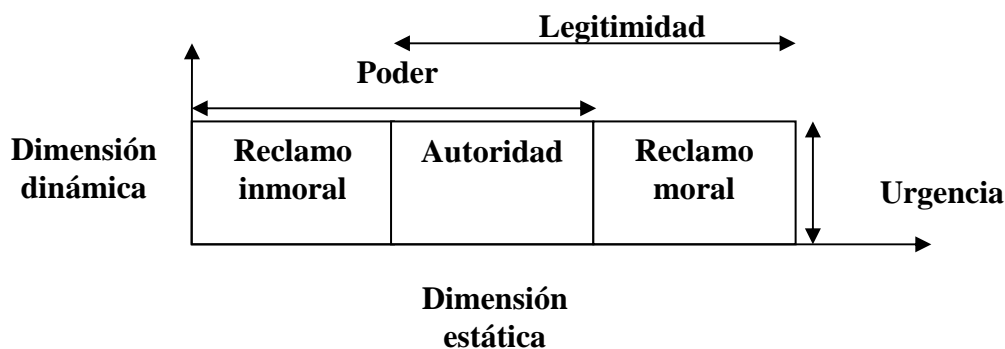 Legitimidad
Poder
Dimensión
dinámica
Reclamo
inmoral
Autoridad
Reclamo
moral
Urgencia
Dimensión
estática